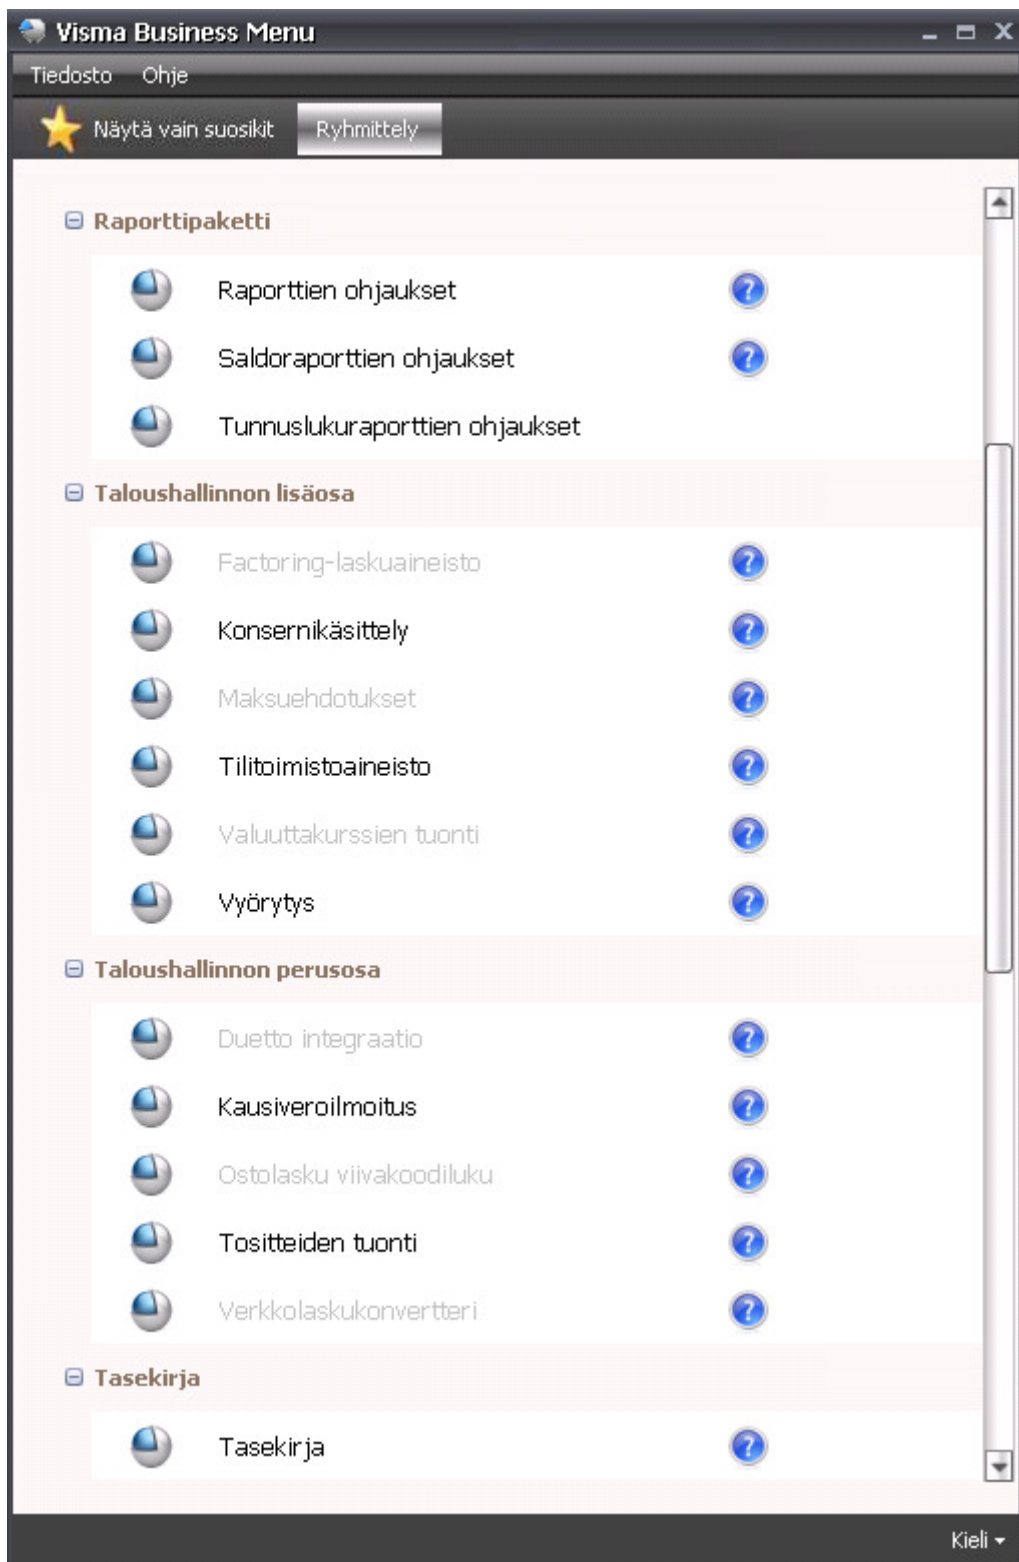 Visma Business Menu
Tiedosto Ohje
Näytä vain suosikit Ryhmittely
Raporttipaketti
Raporttien ohjaukset ?
Saldoraporttien ohjaukset ?
Tunnuslukuraporttien ohjaukset
Taloushallinnon lisäosa
Factoring-laskuaineisto ?
Konsernikäsittely ?
Maksuehdotukset ?
Tilitoimistoaineisto ?
Valuuttakurssien tuonti ?
Vyörytys ?
Taloushallinnon perusosa
Duetto integraatio ?
Kausiveroilmoitus ?
Ostolasku viivakoodiluku ?
Tositteiden tuonti ?
Verkkolaskukonvertteri ?
Tasekirja
Tasekirja ?
Kieli